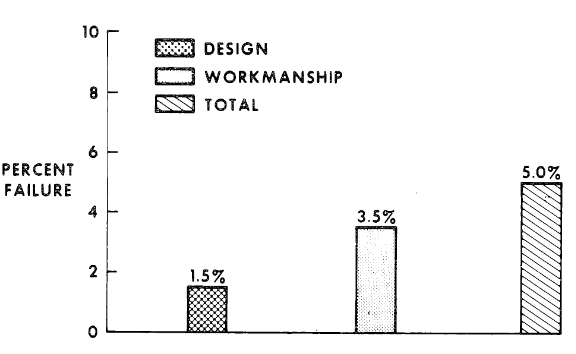 10
8
6
4
2
0
PERCENT
FAILURE
DESIGN
WORKMANSHIP
TOTAL
1.5%
3.5%
5.0%